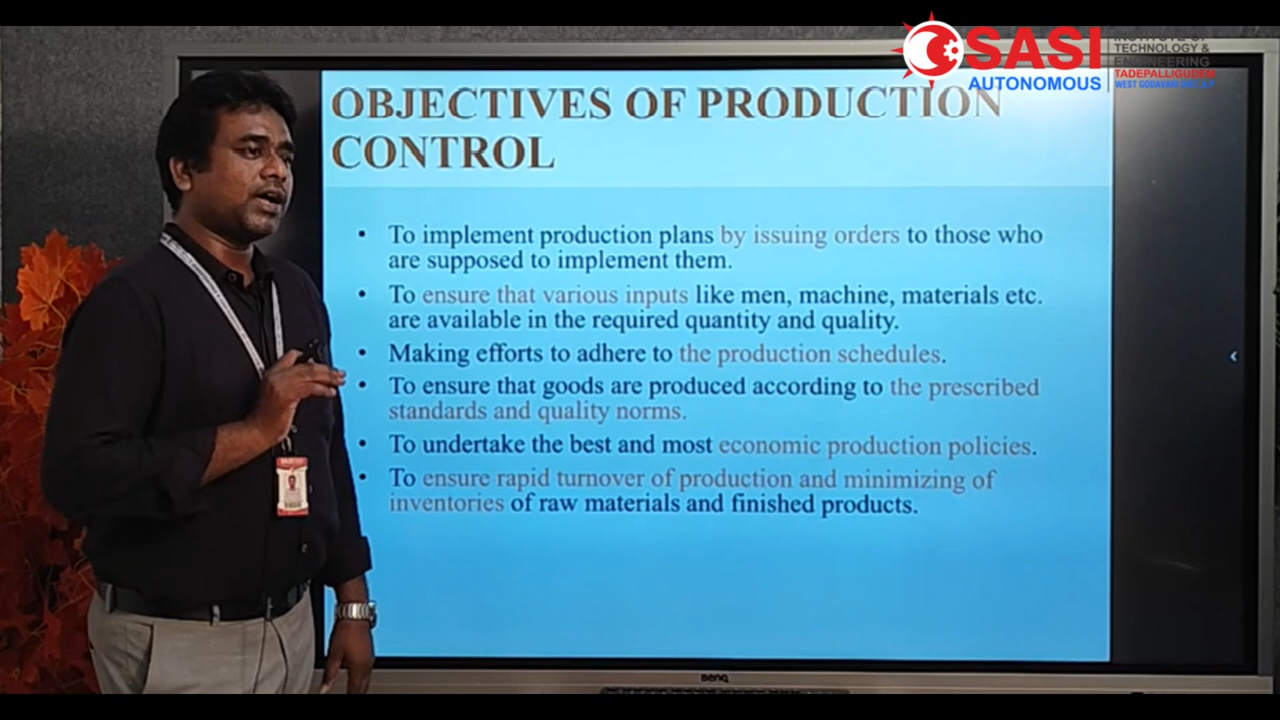 SASI
AUTONOMOUS
INSTITUTE OF
TECHNOLOGY &
ENGINEERING
TADEPALLIGUDEM
OBJECTIVES OF PRODUCTION
CONTROL
• To implement production plans by issuing orders to those who
are supposed to implement them.
• To ensure that various inputs like men, machine, materials etc.
are available in the required quantity and quality.
• Making efforts to adhere to the production schedules.
• To ensure that goods are produced according to the prescribed
standards and quality norms.
• To undertake the best and most economic production policies.
• To ensure rapid turnover of production and minimizing of
inventories of raw materials and finished products.
BenQ